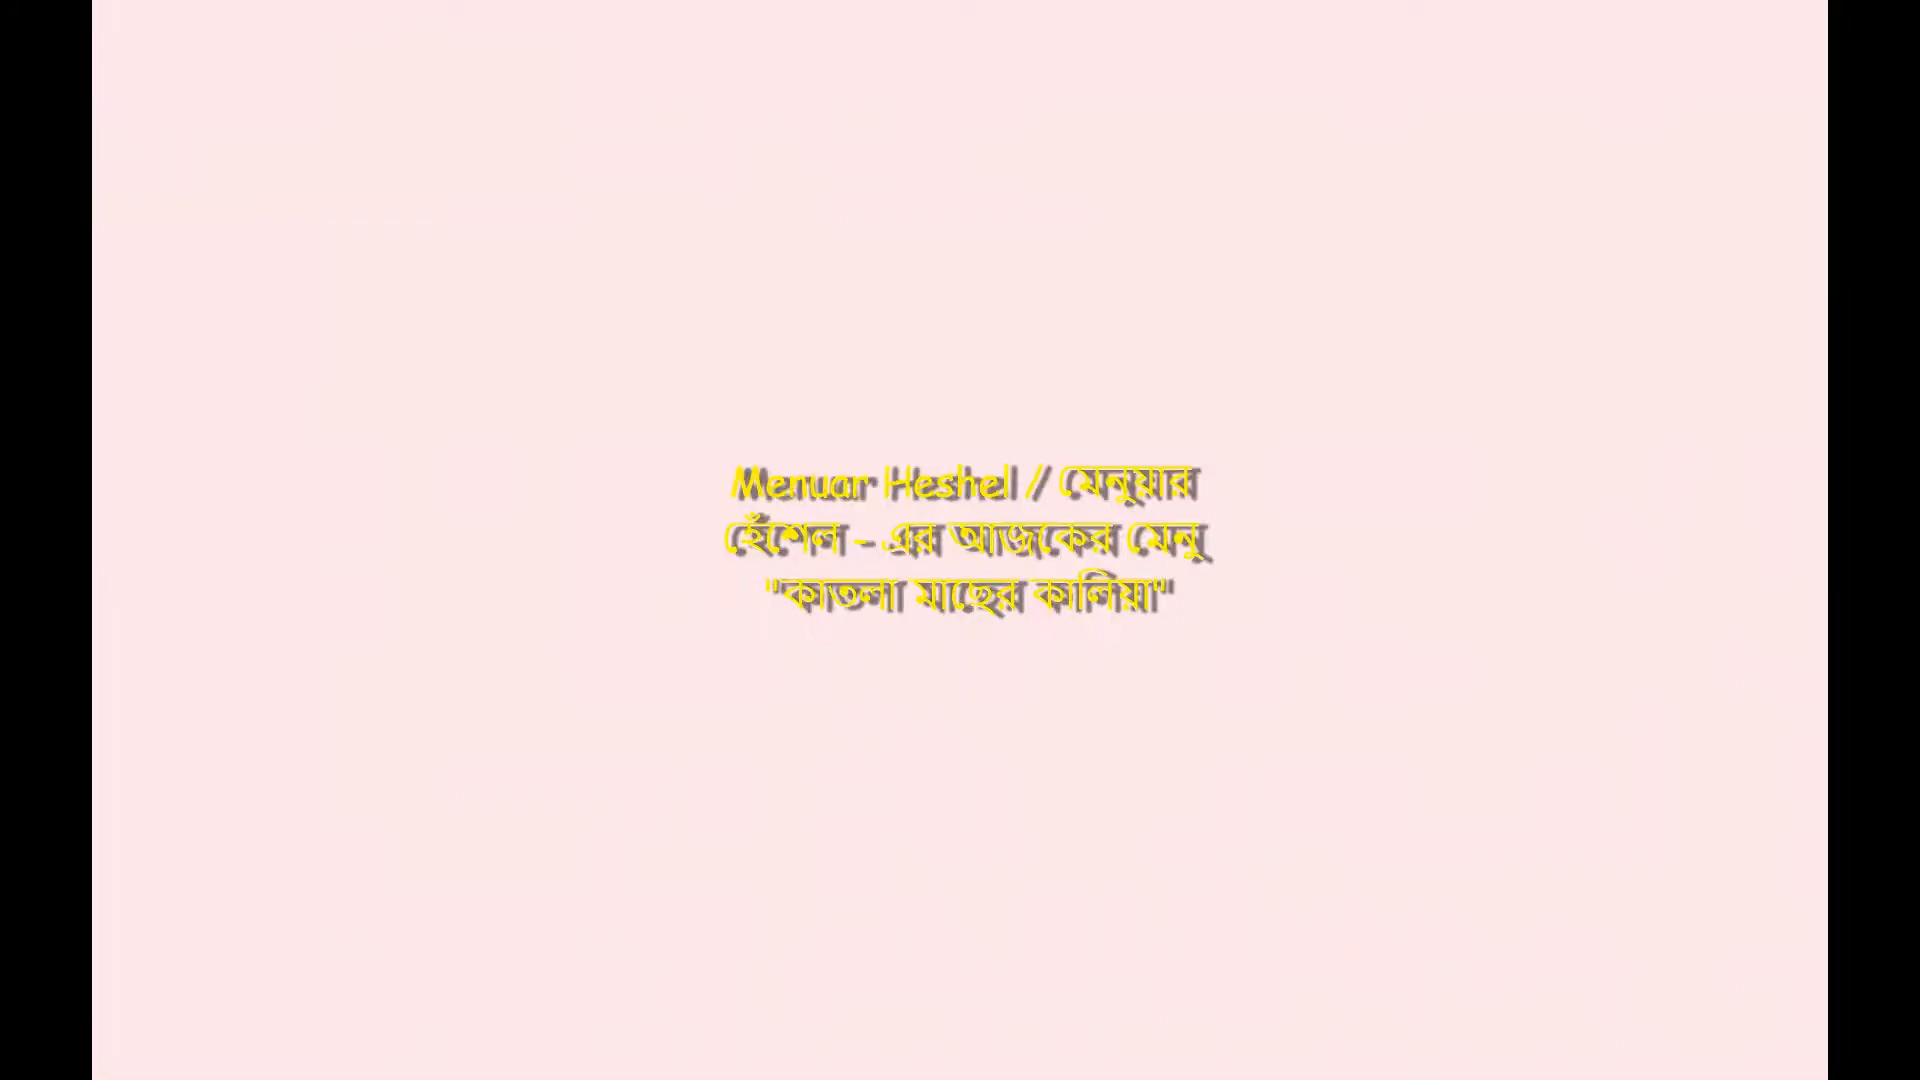 Menuar Heshel / মেনুয়ার
হেঁশেল - এর আজকের মেনু
"কাতলা মাছের কালিয়া"